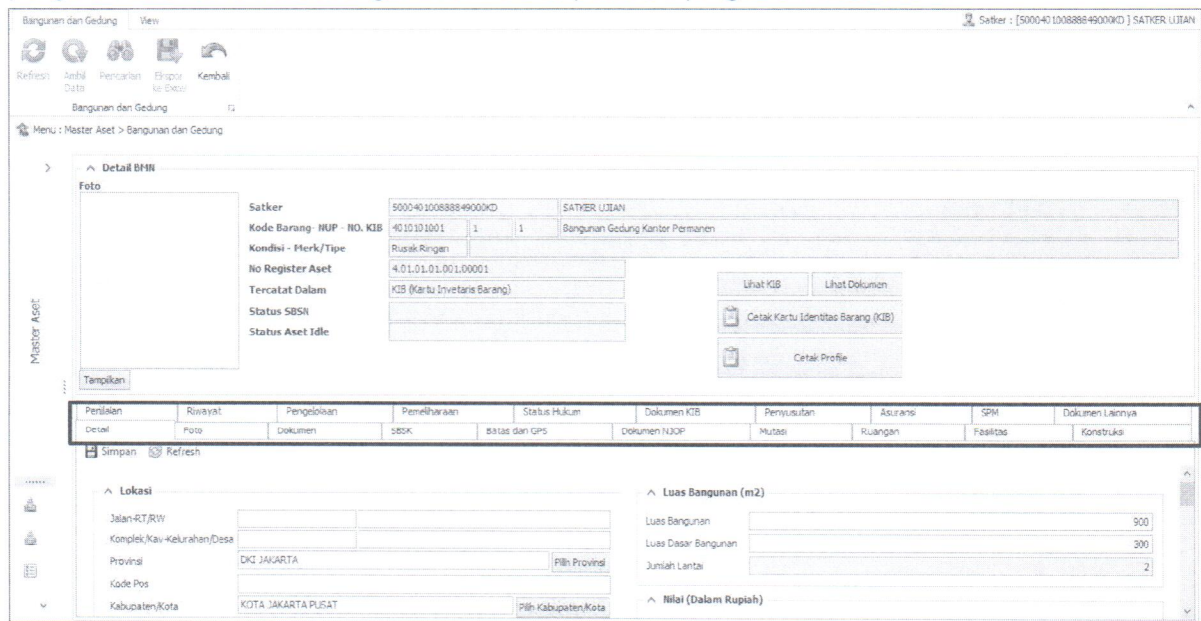 Bangunan dan Gedung View Satker : [500040100888849000KD ] SATKER UJIAN
Refresh Ambil Data Pencarian Ekspor ke Excel Kembali
Bangunan dan Gedung
Menu : Master Aset > Bangunan dan Gedung
Master Aset
Detail BMN
Foto
Satker 500040100888849000KD SATKER UJIAN
Kode Barang- NUP - NO. KIB 4010101001 1 1 Bangunan Gedung Kantor Permanen
Kondisi - Merk/Tipe Rusak Ringan
No Register Aset 4.01.01.01.001.00001
Tercatat Dalam KIB (Kartu Invetaris Barang)
Status SBSN
Status Aset Idle
Lihat KIB Lihat Dokumen
Cetak Kartu Identitas Barang (KIB)
Cetak Profile
Tampilkan
Penilaian Riwayat Pengelolaan Pemeliharaan Status Hukum Dokumen KIB Penyusutan Asuransi SPM Dokumen Lainnya
Detail Foto Dokumen SBSK Batas dan GPS Dokumen NJOP Mutasi Ruangan Fasilitas Konstruksi
Simpan Refresh
Lokasi
Jalan-RT/RW
Komplek/Kav-Kelurahan/Desa
Provinsi DKI JAKARTA Pilih Provinsi
Kode Pos
Kabupaten/Kota KOTA JAKARTA PUSAT Pilih Kabupaten/Kota
Luas Bangunan (m2)
Luas Bangunan 900
Luas Dasar Bangunan 300
Jumlah Lantai 2
Nilai (Dalam Rupiah)